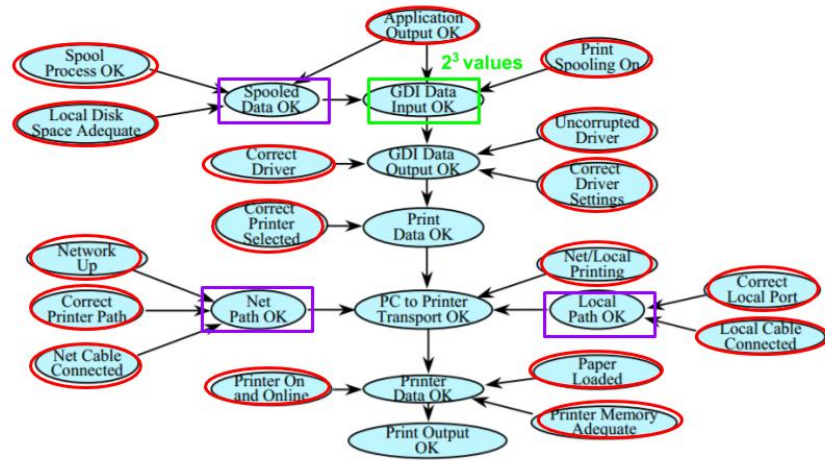 Application
Output OK
2³ values
Spool
Process OK
Print
Spooling On
Spooled
Data OK
GDI Data
Input OK
Local Disk
Space Adequate
Uncorrupted
Driver
Correct
Driver
GDI Data
Output OK
Correct
Driver
Settings
Correct
Printer
Selected
Print
Data OK
Network
Up
Net/Local
Printing
Correct
Local Port
Correct
Printer Path
Net
Path OK
PC to Printer
Transport OK
Local
Path OK
Local Cable
Connected
Net Cable
Connected
Printer On
and Online
Printer
Data OK
Paper
Loaded
Printer Memory
Adequate
Print Output
OK